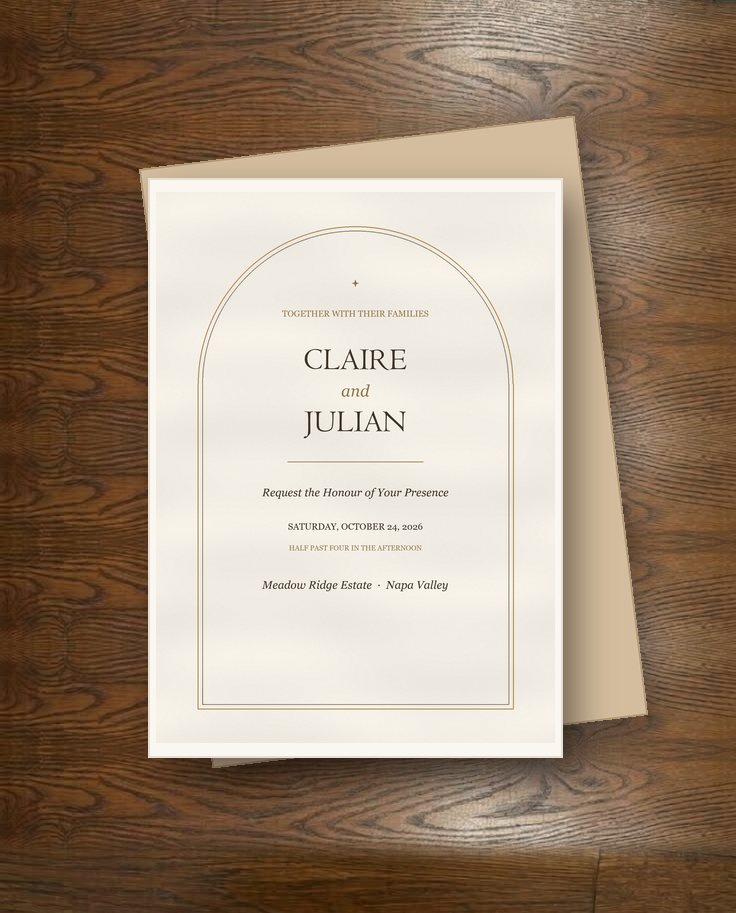 TOGETHER WITH THEIR FAMILIES
CLAIRE
and
JULIAN
Request the Honour of Your Presence
SATURDAY, OCTOBER 24, 2026
HALF PAST FOUR IN THE AFTERNOON
Meadow Ridge Estate · Napa Valley